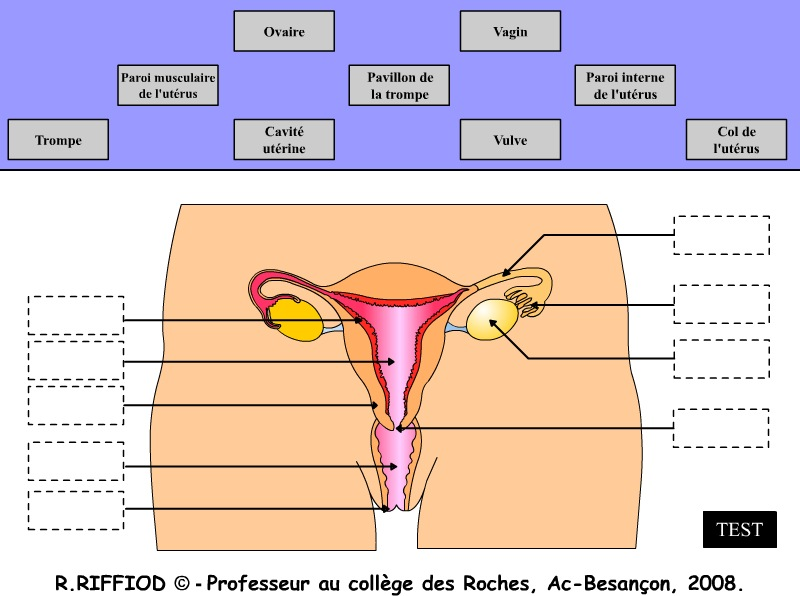 Ovaire
Vagin
Paroi musculaire
de l'utérus
Pavillon de
la trompe
Paroi interne
de l'utérus
Trompe
Cavité
utérine
Vulve
Col de
l'utérus
TEST
R.RIFFIOD © - Professeur au collège des Roches, Ac-Besançon, 2008.